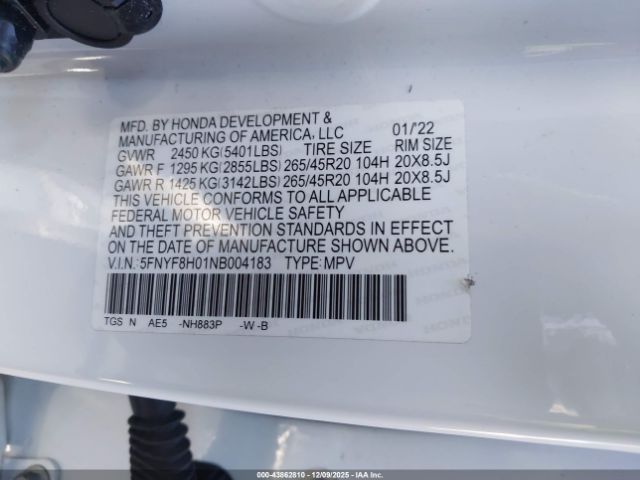 MFD. BY HONDA DEVELOPMENT &
MANUFACTURING OF AMERICA, LLC 01/'22
GVWR 2450 KG(5401LBS) TIRE SIZE RIM SIZE
GAWR F 1295 KG(2855LBS) 265/45R20 104H 20X8.5J
GAWR R 1425 KG(3142LBS) 265/45R20 104H 20X8.5J
THIS VEHICLE CONFORMS TO ALL APPLICABLE
FEDERAL MOTOR VEHICLE SAFETY
AND THEFT PREVENTION STANDARDS IN EFFECT
ON THE DATE OF MANUFACTURE SHOWN ABOVE.
V.I.N.: 5FNYF8H01NB004183 TYPE: MPV
TGS N AE5 -NH883P -W -B
000-43862810 - 12/09/2025 - IAAI.COM